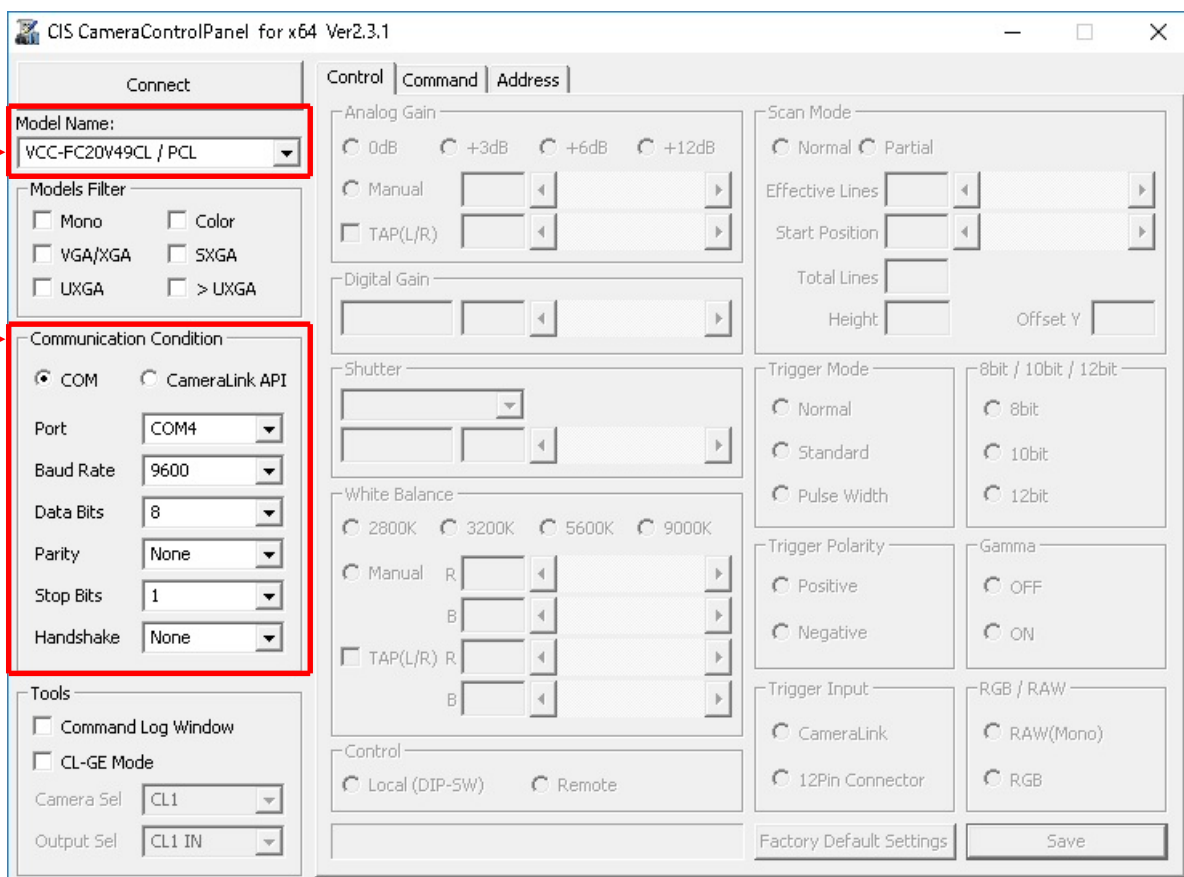 CIS CameraControlPanel for x64 Ver2.3.1
Connect
Model Name:
VCC-FC20V49CL / PCL
Models Filter
Mono Color
VGA/XGA SXGA
UXGA > UXGA
Communication Condition
COM CameraLink API
Port COM4
Baud Rate 9600
Data Bits 8
Parity None
Stop Bits 1
Handshake None
Tools
Command Log Window
CL-GE Mode
Camera Sel CL1
Output Sel CL1 IN
Control Command Address
Analog Gain
0dB +3dB +6dB +12dB
Manual
TAP(L/R)
Digital Gain
Shutter
White Balance
2800K 3200K 5600K 9000K
Manual R
B
TAP(L/R) R
B
Control
Local (DIP-SW) Remote
Scan Mode
Normal Partial
Effective Lines
Start Position
Total Lines
Height Offset Y
Trigger Mode
Normal
Standard
Pulse Width
8bit / 10bit / 12bit
8bit
10bit
12bit
Trigger Polarity
Positive
Negative
Gamma
OFF
ON
Trigger Input
CameraLink
12Pin Connector
RGB / RAW
RAW(Mono)
RGB
Factory Default Settings Save